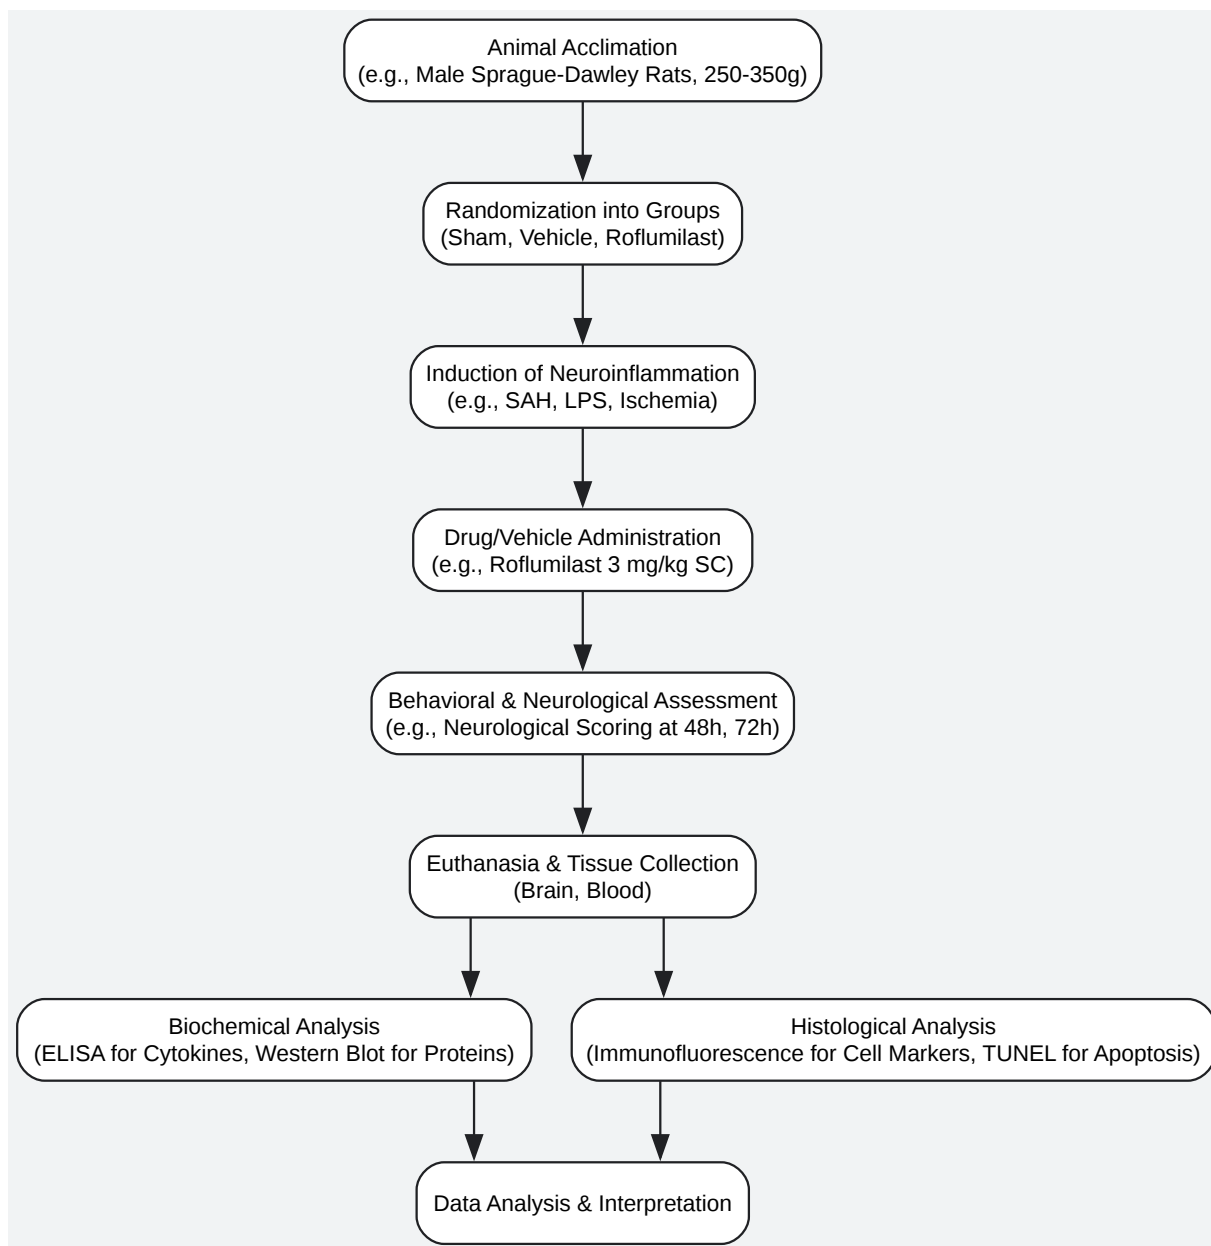 Animal Acclimation
(e.g., Male Sprague-Dawley Rats, 250-350g)
Randomization into Groups
(Sham, Vehicle, Roflumilast)
Induction of Neuroinflammation
(e.g., SAH, LPS, Ischemia)
Drug/Vehicle Administration
(e.g., Roflumilast 3 mg/kg SC)
Behavioral & Neurological Assessment
(e.g., Neurological Scoring at 48h, 72h)
Euthanasia & Tissue Collection
(Brain, Blood)
Biochemical Analysis
(ELISA for Cytokines, Western Blot for Proteins)
Histological Analysis
(Immunofluorescence for Cell Markers, TUNEL for Apoptosis)
Data Analysis & Interpretation